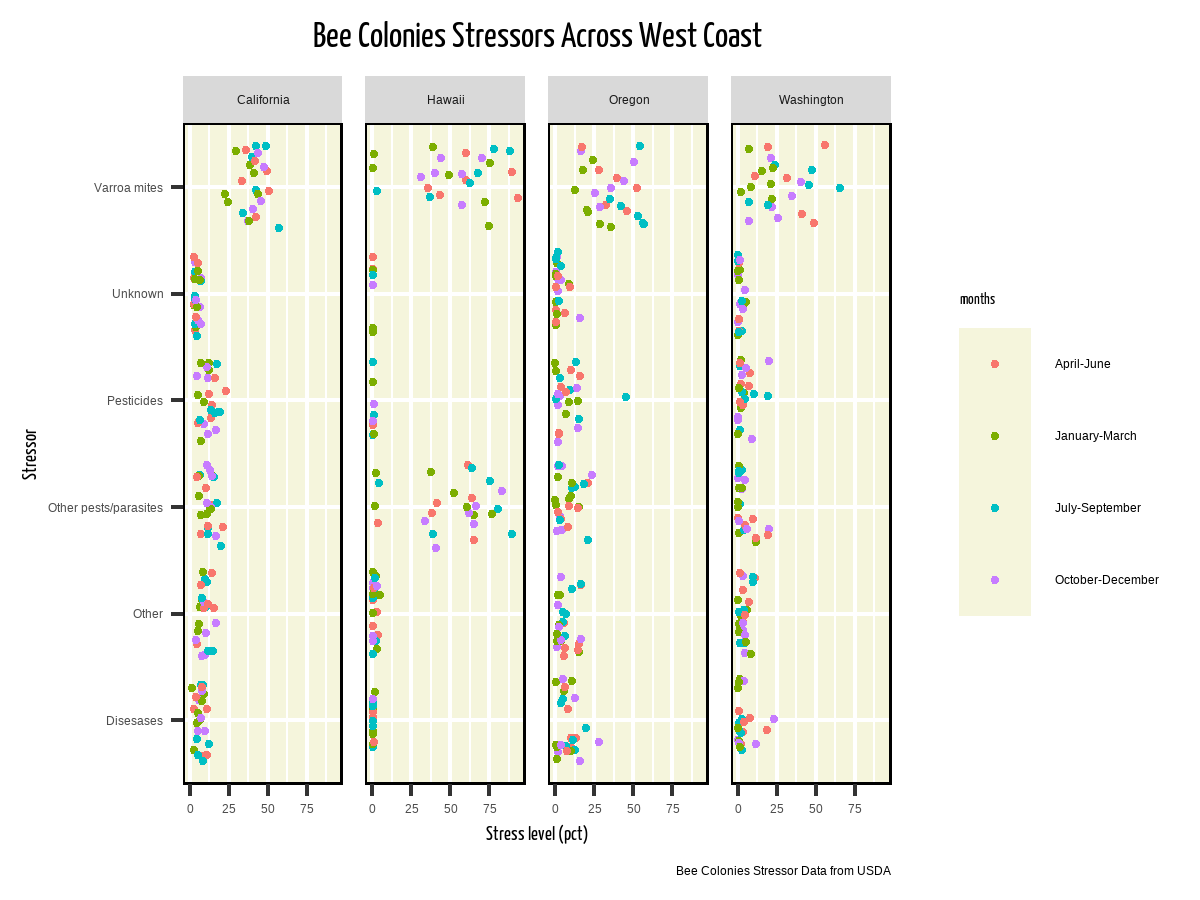 Bee Colonies Stressors Across West Coast
California
Hawaii
Oregon
Washington
Stressor
Varroa mites
Unknown
Pesticides
Other pests/parasites
Other
Disesases
0 25 50 75
0 25 50 75
0 25 50 75
0 25 50 75
Stress level (pct)
months
April-June
January-March
July-September
October-December
Bee Colonies Stressor Data from USDA